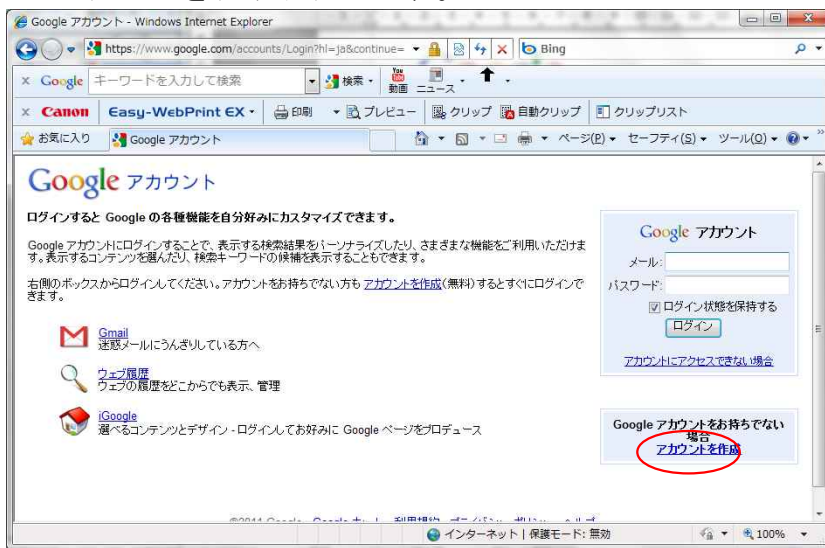 Google アカウント - Windows Internet Explorer
https://www.google.com/accounts/Login?hl=ja&continue=
Bing
x Google キーワードを入力して検索 検索 You 動画 ニュース
x Canon Easy-WebPrint EX 印刷 プレビュー クリップ 自動クリップ クリップリスト
お気に入り Google アカウント ページ(P) セーフティ(S) ツール(O)
Google アカウント
ログインすると Google の各種機能を自分好みにカスタマイズできます。
Google アカウントにログインすることで、表示する検索結果をパーソナライズしたり、さまざまな機能をご利用いただけま
す。表示するコンテンツを選んだり、検索キーワードの候補を表示することもできます。
右側のボックスからログインしてください。アカウントをお持ちでない方も アカウントを作成(無料)するとすぐにログインで
きます。
Gmail
迷惑メールにうんざりしている方へ
ウェブ履歴
ウェブの履歴をどこからでも表示、管理
iGoogle
選べるコンテンツとデザイン - ログインしてお好みに Google ページをプロデュース
Google アカウント
メール:
パスワード:
ログイン状態を保持する
ログイン
アカウントにアクセスできない場合
Google アカウントをお持ちでない
場合
アカウントを作成
©2011 Google
インターネット | 保護モード: 無効 100%